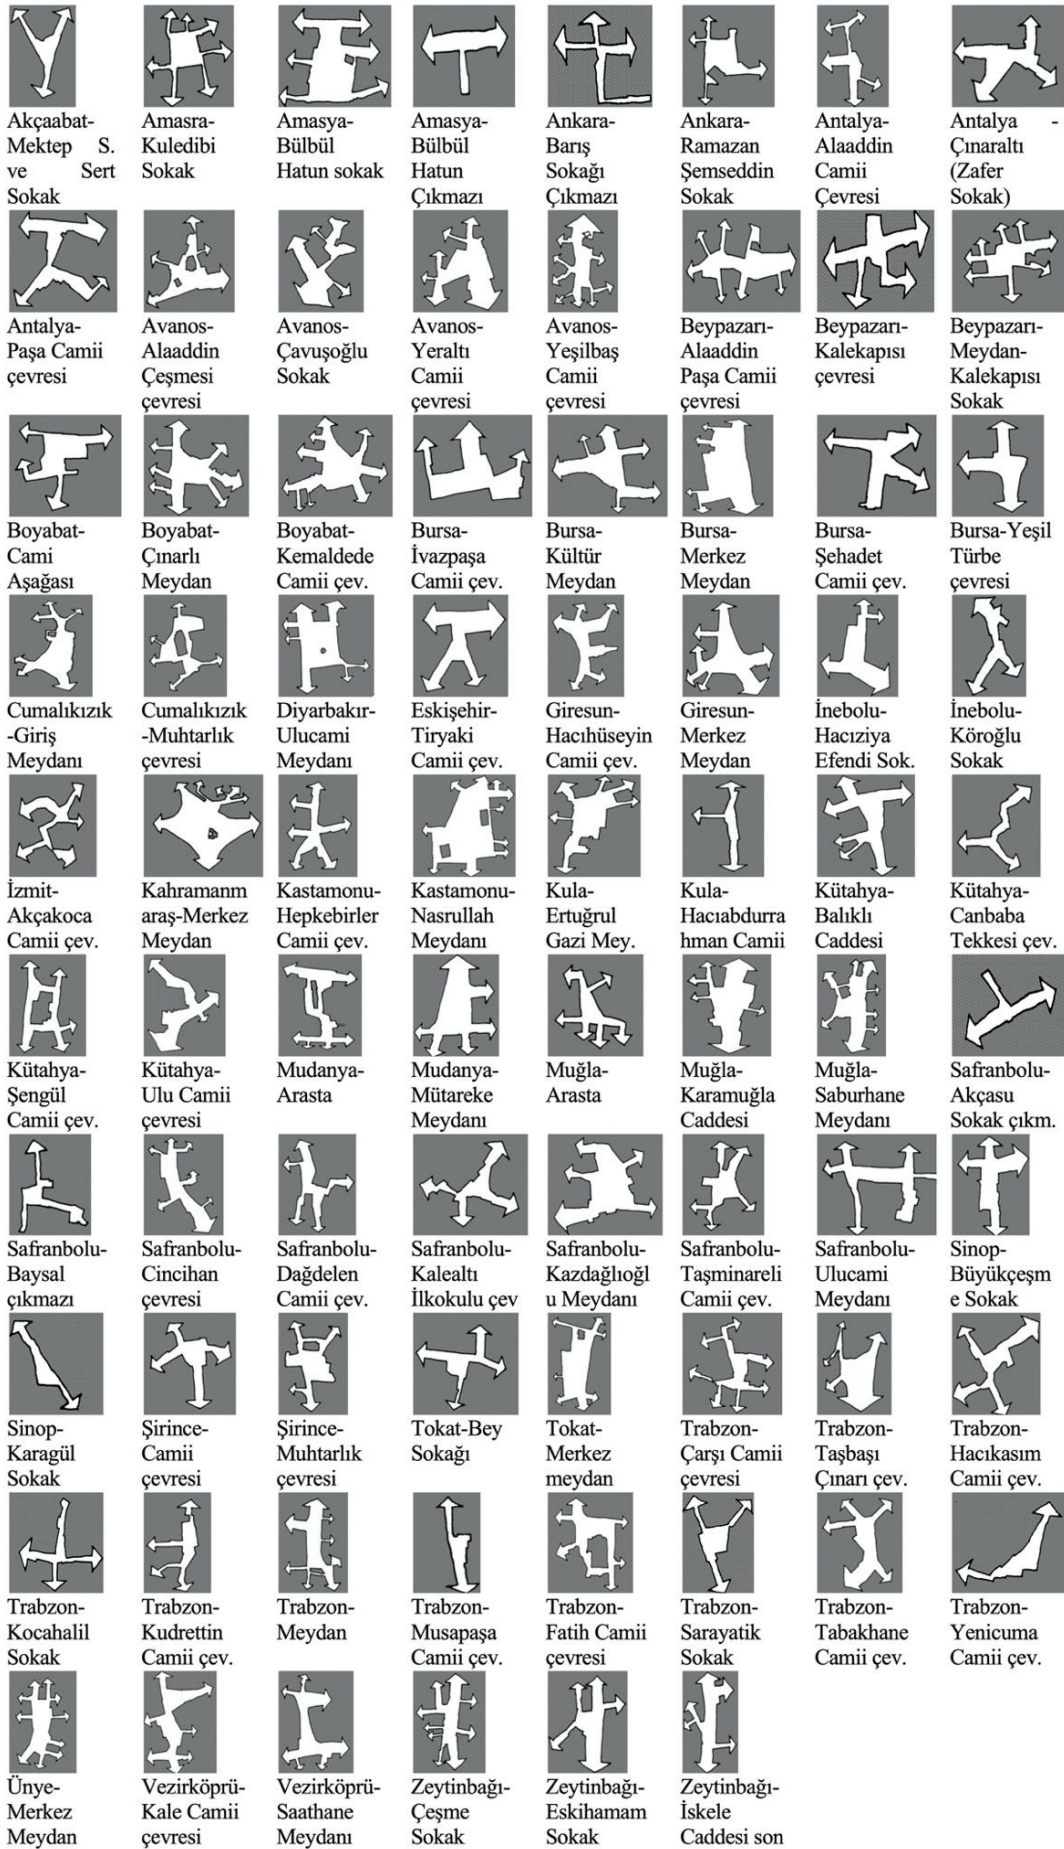 Akçaabat-
Mektep S.
ve Sert
Sokak
Amasra-
Kuledibi
Sokak
Amasya-
Bülbül
Hatun sokak
Amasya-
Bülbül
Hatun
Çıkmazı
Ankara-
Barış
Sokağı
Çıkmazı
Ankara-
Ramazan
Şemseddin
Sokak
Antalya-
Alaaddin
Camii
Çevresi
Antalya -
Çınaraltı
(Zafer
Sokak)
Antalya-
Paşa Camii
çevresi
Avanos-
Alaaddin
Çeşmesi
çevresi
Avanos-
Çavuşoğlu
Sokak
Avanos-
Yeraltı
Camii
çevresi
Avanos-
Yeşilbaş
Camii
çevresi
Beypazarı-
Alaaddin
Paşa Camii
çevresi
Beypazarı-
Kalekapısı
çevresi
Beypazarı-
Meydan-
Kalekapısı
Sokak
Boyabat-
Cami
Aşağası
Boyabat-
Çınarlı
Meydan
Boyabat-
Kemaldede
Camii çev.
Bursa-
İvazpaşa
Camii çev.
Bursa-
Kültür
Meydan
Bursa-
Merkez
Meydan
Bursa-
Şehadet
Camii çev.
Bursa-Yeşil
Türbe
çevresi
Cumalıkızık
-Giriş
Meydanı
Cumalıkızık
-Muhtarlık
çevresi
Diyarbakır-
Ulucami
Meydanı
Eskişehir-
Tiryaki
Camii çev.
Giresun-
Hacıhüseyin
Camii çev.
Giresun-
Merkez
Meydan
İnebolu-
Hacıziya
Efendi Sok.
İnebolu-
Köroğlu
Sokak
İzmit-
Akçakoca
Camii çev.
Kahramanm
araş-Merkez
Meydan
Kastamonu-
Hepkebirler
Camii çev.
Kastamonu-
Nasrullah
Meydanı
Kula-
Ertuğrul
Gazi Mey.
Kula-
Hacıabdurra
hman Camii
Kütahya-
Balıklı
Caddesi
Kütahya-
Canbaba
Tekkesi çev.
Kütahya-
Şengül
Camii çev.
Kütahya-
Ulu Camii
çevresi
Mudanya-
Arasta
Mudanya-
Mütareke
Meydanı
Muğla-
Arasta
Muğla-
Karamuğla
Caddesi
Muğla-
Saburhane
Meydanı
Safranbolu-
Akçasu
Sokak çıkm.
Safranbolu-
Baysal
çıkmazı
Safranbolu-
Cincihan
çevresi
Safranbolu-
Dağdelen
Camii çev.
Safranbolu-
Kalealtı
İlkokulu çev
Safranbolu-
Kazdağlıoğl
u Meydanı
Safranbolu-
Taşminareli
Camii çev.
Safranbolu-
Ulucami
Meydanı
Sinop-
Büyükçeşm
e Sokak
Sinop-
Karagül
Sokak
Şirince-
Camii
çevresi
Şirince-
Muhtarlık
çevresi
Tokat-Bey
Sokağı
Tokat-
Merkez
meydan
Trabzon-
Çarşı Camii
çevresi
Trabzon-
Taşbaşı
Çınarı çev.
Trabzon-
Hacıkasım
Camii çev.
Trabzon-
Kocahalil
Sokak
Trabzon-
Kudrettin
Camii çev.
Trabzon-
Meydan
Trabzon-
Musapaşa
Camii çev.
Trabzon-
Fatih Camii
çevresi
Trabzon-
Sarayatik
Sokak
Trabzon-
Tabakhane
Camii çev.
Trabzon-
Yenicuma
Camii çev.
Ünye-
Merkez
Meydan
Vezirköprü-
Kale Camii
çevresi
Vezirköprü-
Saathane
Meydanı
Zeytinbağı-
Çeşme
Sokak
Zeytinbağı-
Eskihamam
Sokak
Zeytinbağı-
İskele
Caddesi son